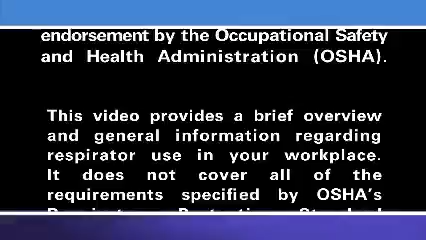 endorsement by the Occupational Safety
and Health Administration (OSHA).
This video provides a brief overview
and general information regarding
respirator use in your workplace.
It does not cover all of the
requirements specified by OSHA's